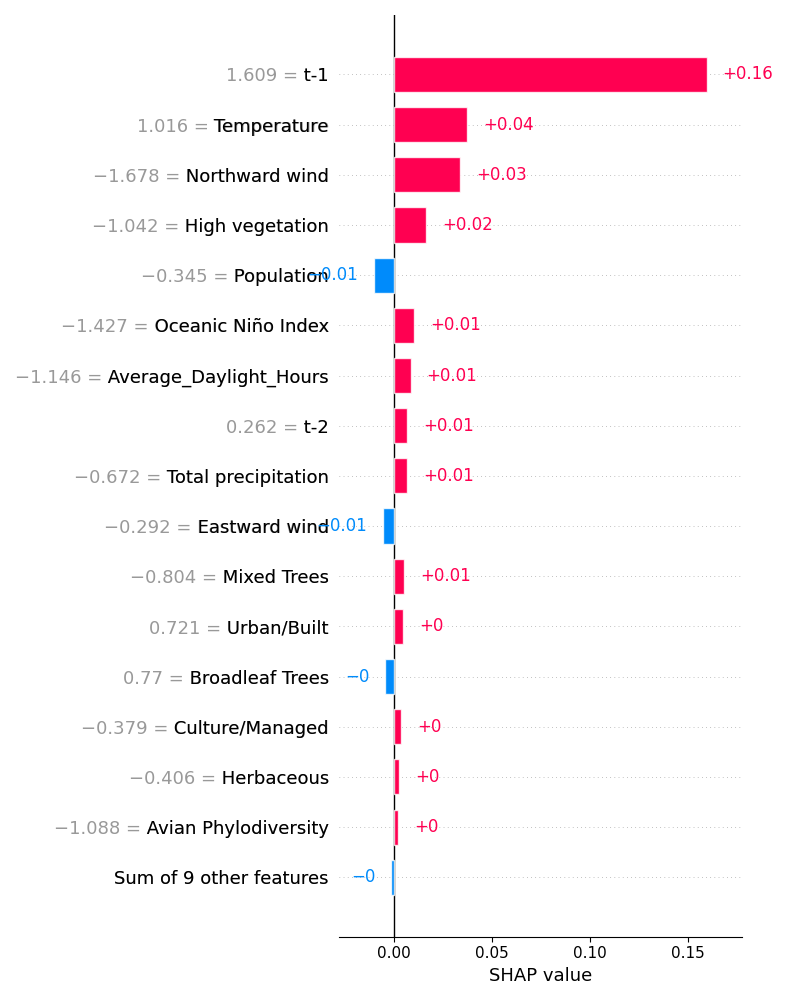 1.609 = t-1 +0.16
1.016 = Temperature +0.04
−1.678 = Northward wind +0.03
−1.042 = High vegetation +0.02
−0.345 = Population −0.01
−1.427 = Oceanic Niño Index +0.01
−1.146 = Average_Daylight_Hours +0.01
0.262 = t-2 +0.01
−0.672 = Total precipitation +0.01
−0.292 = Eastward wind −0.01
−0.804 = Mixed Trees +0.01
0.721 = Urban/Built +0
0.77 = Broadleaf Trees −0
−0.379 = Culture/Managed +0
−0.406 = Herbaceous +0
−1.088 = Avian Phylodiversity +0
Sum of 9 other features −0
0.00 0.05 0.10 0.15
SHAP value